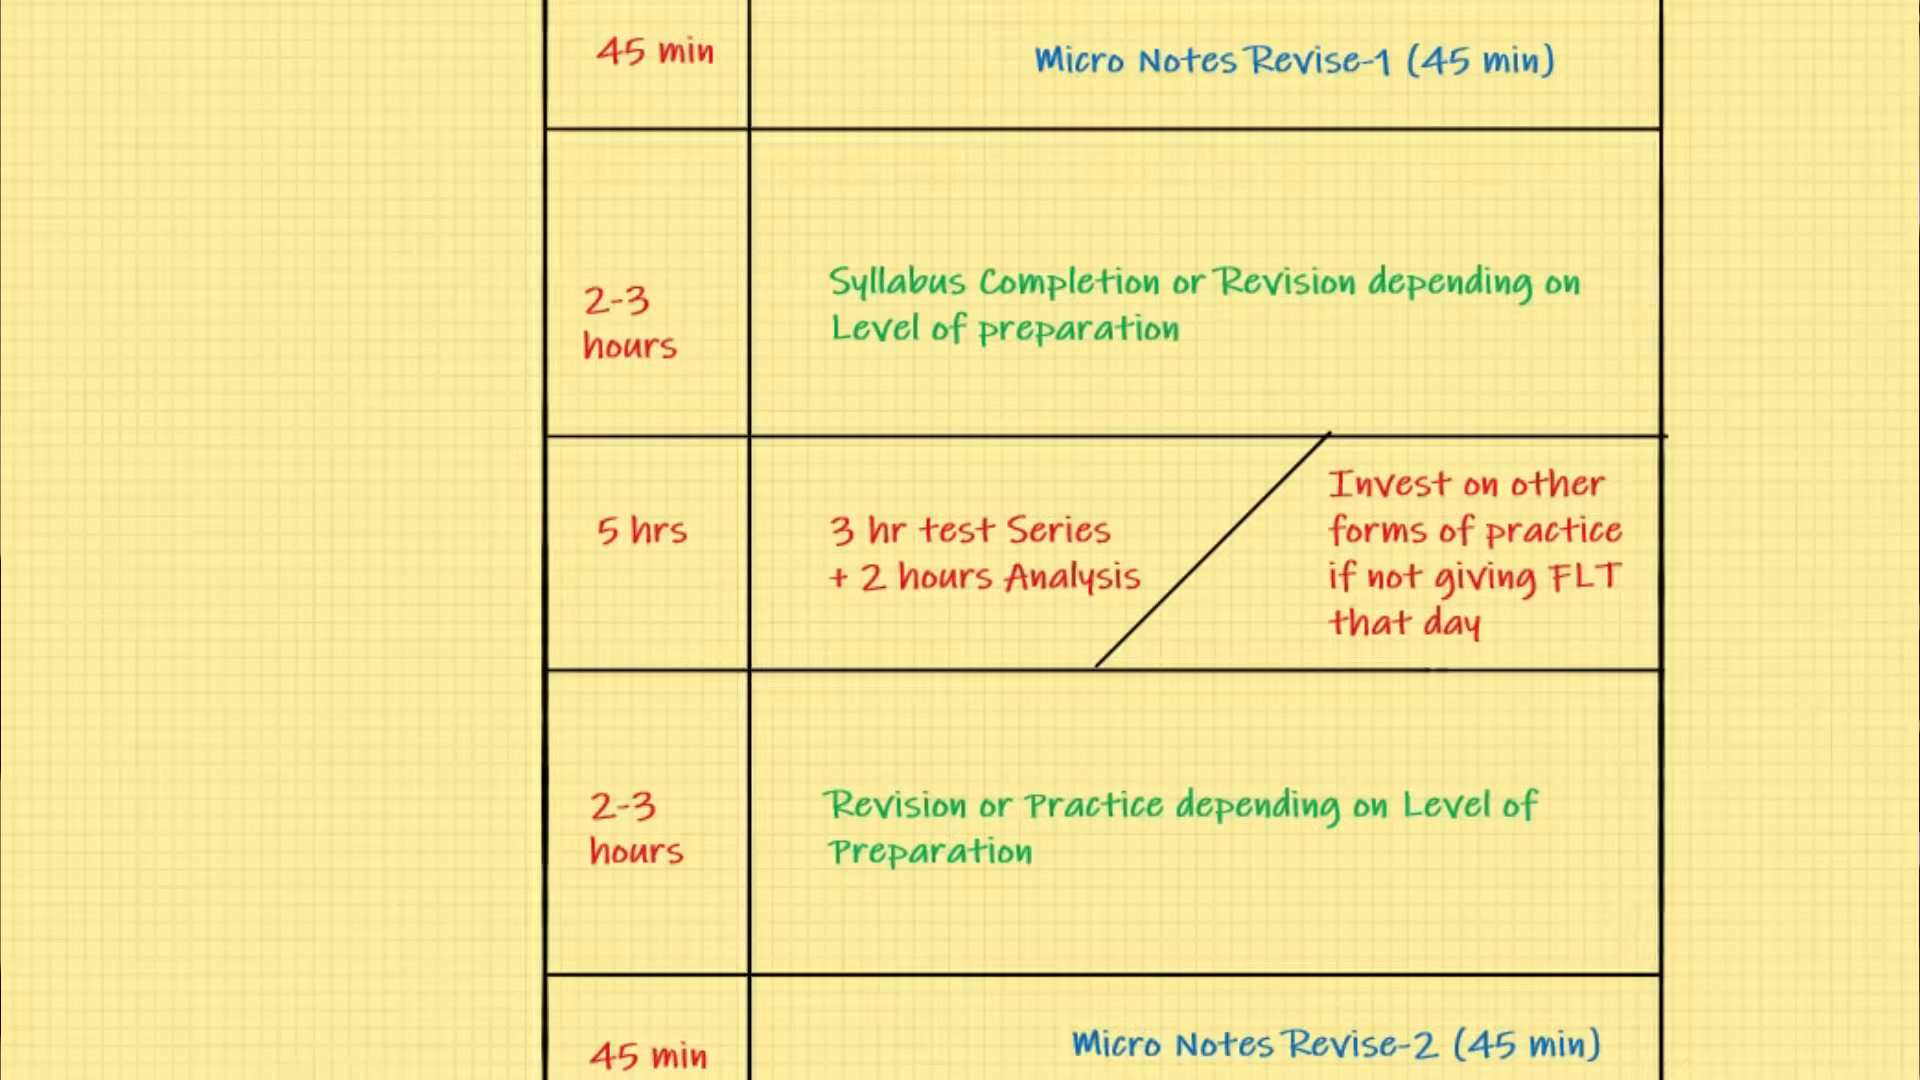 45 min
Micro Notes Revise-1 (45 min)
2-3
hours
Syllabus Completion or Revision depending on
Level of preparation
5 hrs
3 hr test Series
+ 2 hours Analysis
Invest on other
forms of practice
if not giving FLT
that day
2-3
hours
Revision or Practice depending on Level of
Preparation
45 min
Micro Notes Revise-2 (45 min)